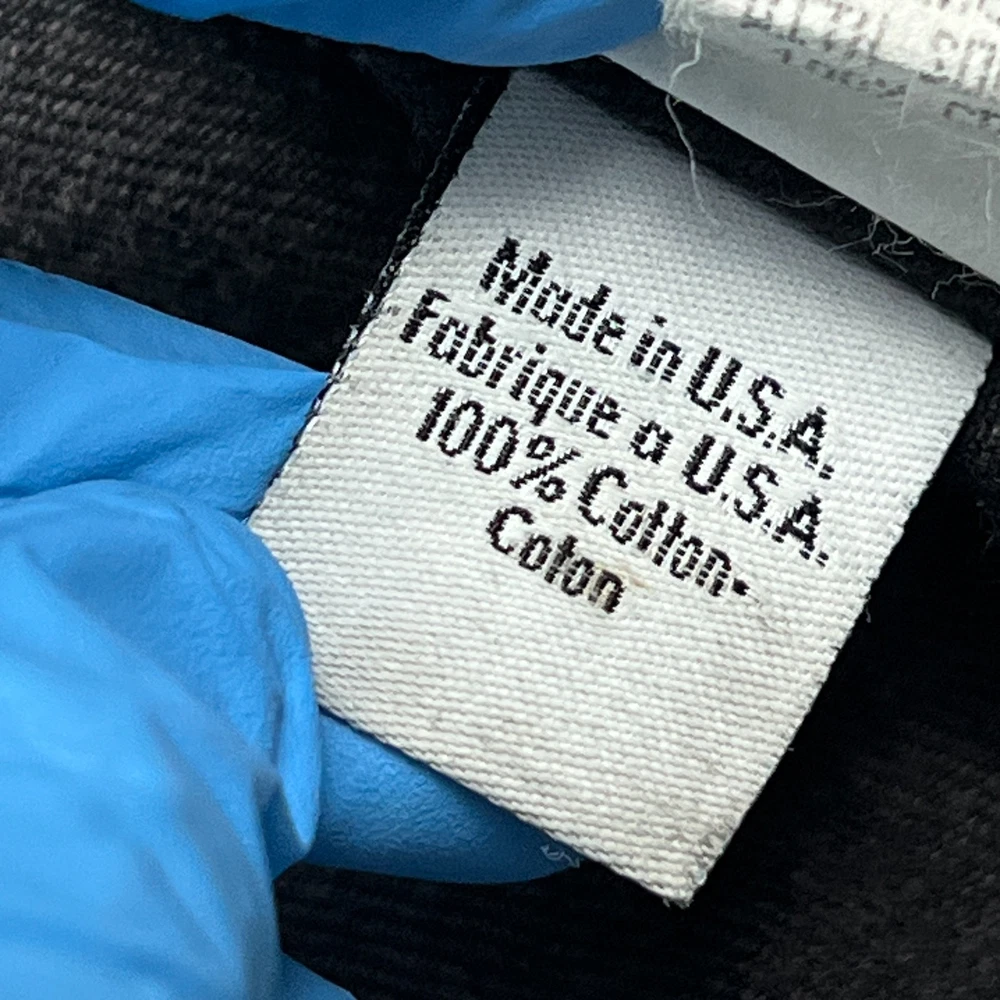 Made in U.S.A.
Fabrique a U.S.A.
100% Cotton-
Coton